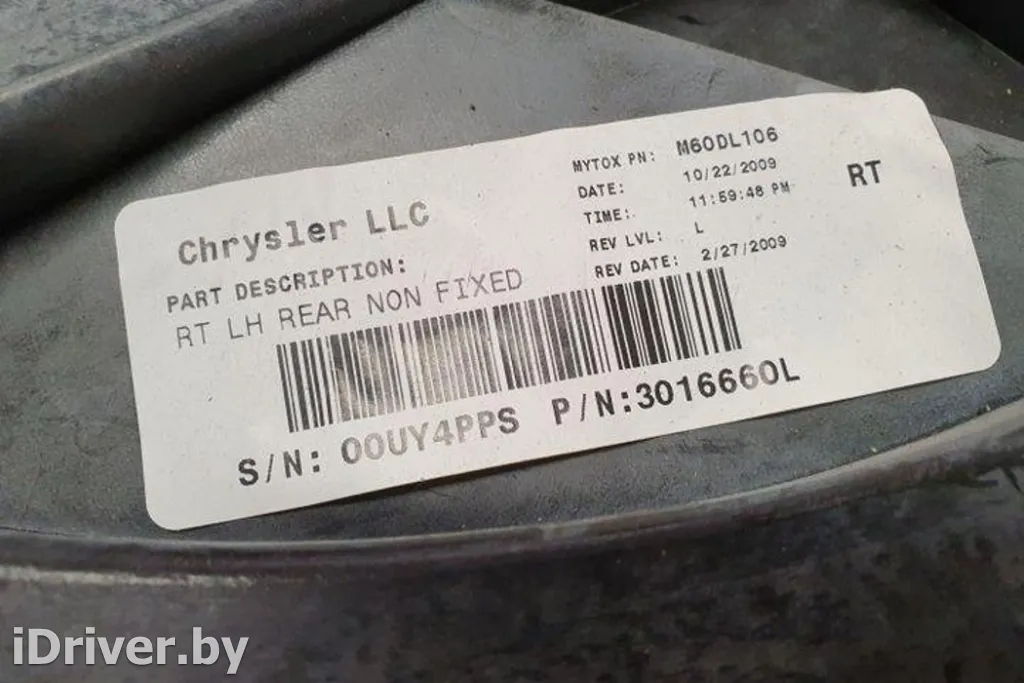 Chrysler LLC
PART DESCRIPTION:
RT LH REAR NON FIXED
MYTOX PN: M60DL106
DATE: 10/22/2009
TIME: 11:59:48 PM
REV LVL: L
REV DATE: 2/27/2009
RT
S/N: 00UY4PPS P/N:3016660L
iDriver.by